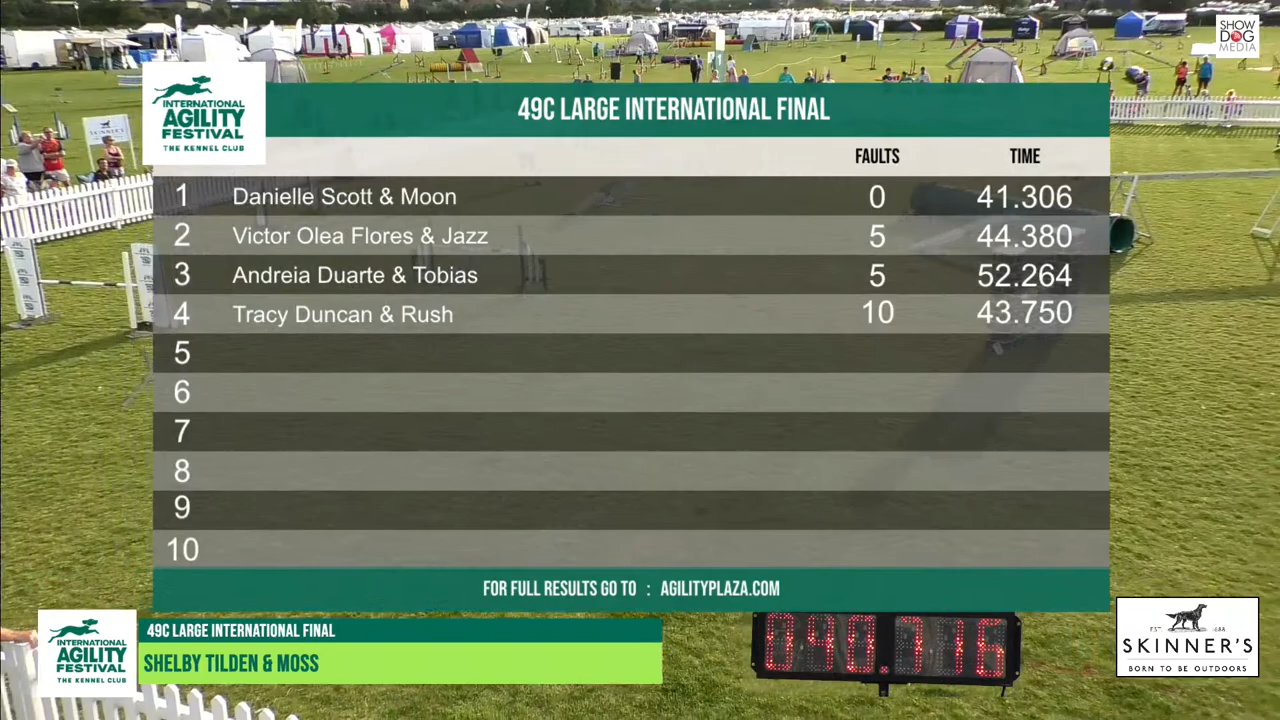 SHOW
DOG
MEDIA
INTERNATIONAL
AGILITY
FESTIVAL
THE KENNEL CLUB
49C LARGE INTERNATIONAL FINAL
FAULTS TIME
1 Danielle Scott & Moon 0 41.306
2 Victor Olea Flores & Jazz 5 44.380
3 Andreia Duarte & Tobias 5 52.264
4 Tracy Duncan & Rush 10 43.750
5
6
7
8
9
10
FOR FULL RESULTS GO TO : AGILITYPLAZA.COM
INTERNATIONAL
AGILITY
FESTIVAL
THE KENNEL CLUB
49C LARGE INTERNATIONAL FINAL
SHELBY TILDEN & MOSS
SKINNER'S
BORN TO BE OUTDOORS
SKINNER'S